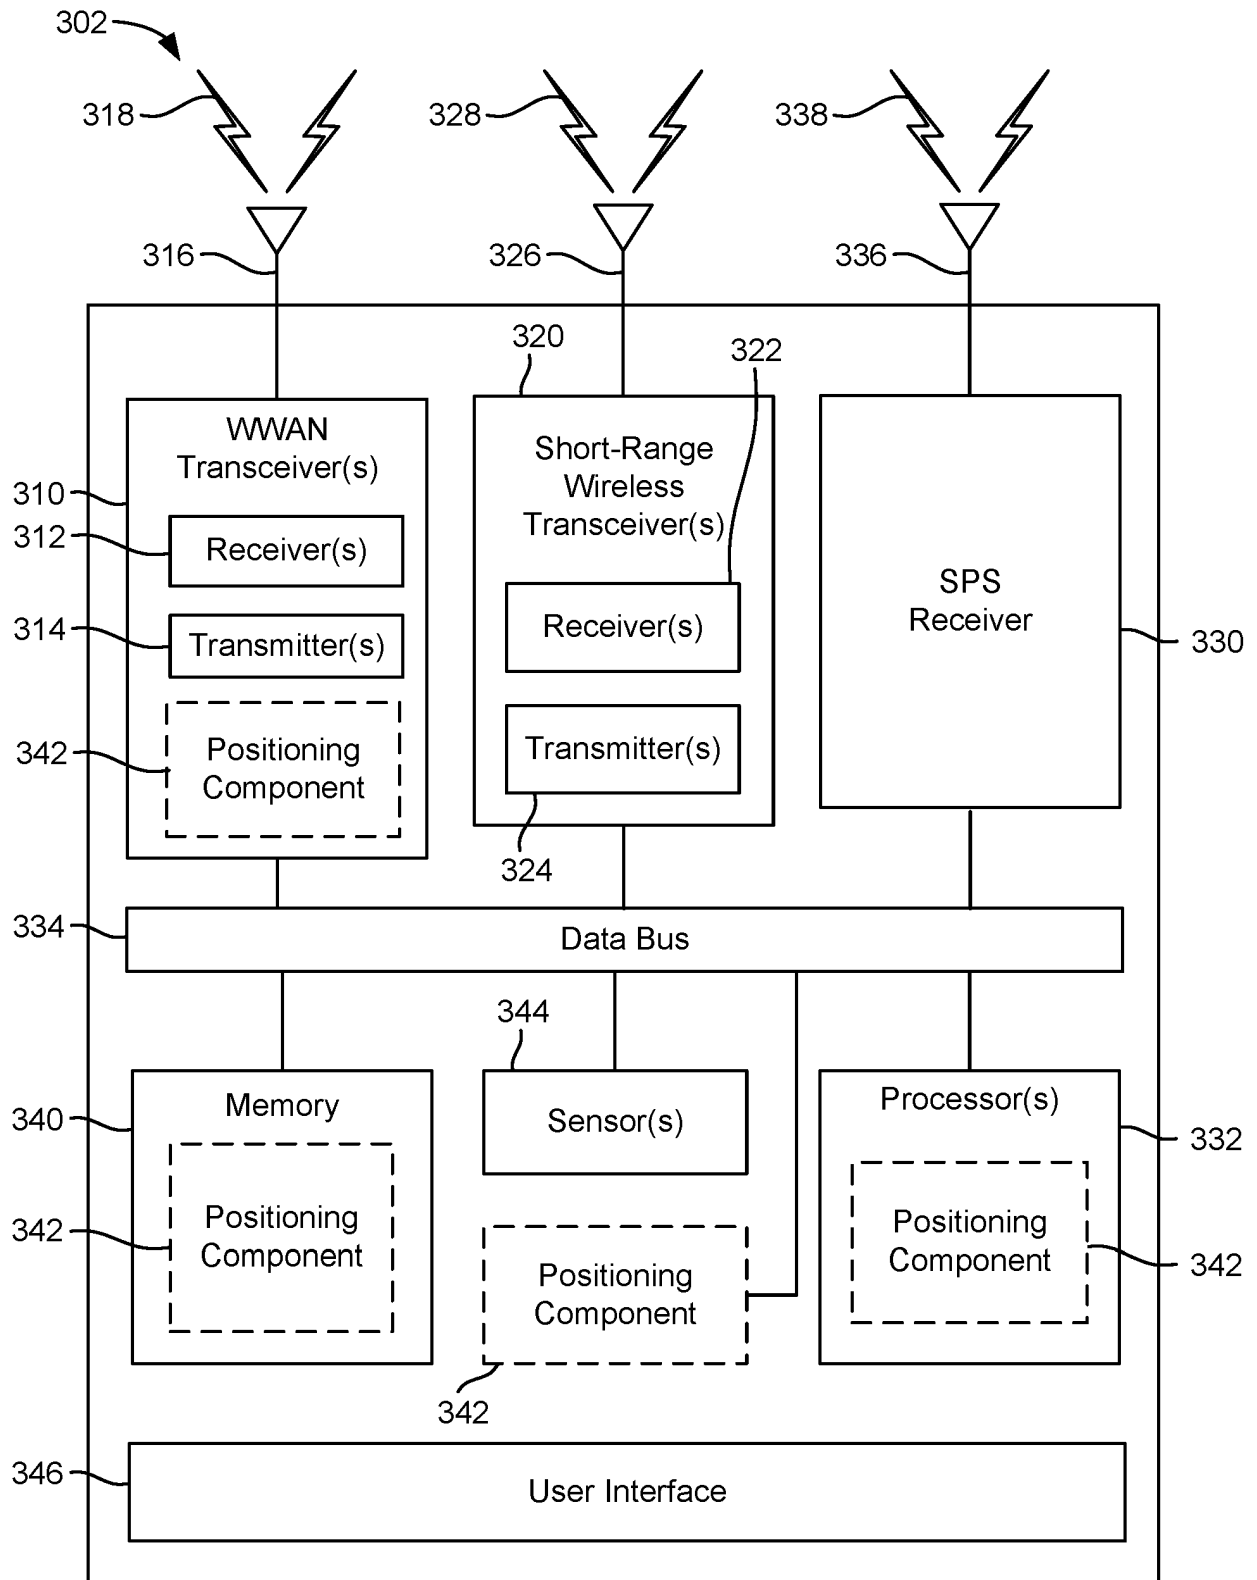 302
318
328
338
316
326
336
320
322
WWAN
Transceiver(s)
310
312
Receiver(s)
314
Transmitter(s)
342
Positioning
Component
Short-Range
Wireless
Transceiver(s)
Receiver(s)
Transmitter(s)
324
SPS
Receiver
330
334
Data Bus
344
340
Memory
342
Positioning
Component
Sensor(s)
Positioning
Component
342
Processor(s)
332
Positioning
Component
342
346
User Interface